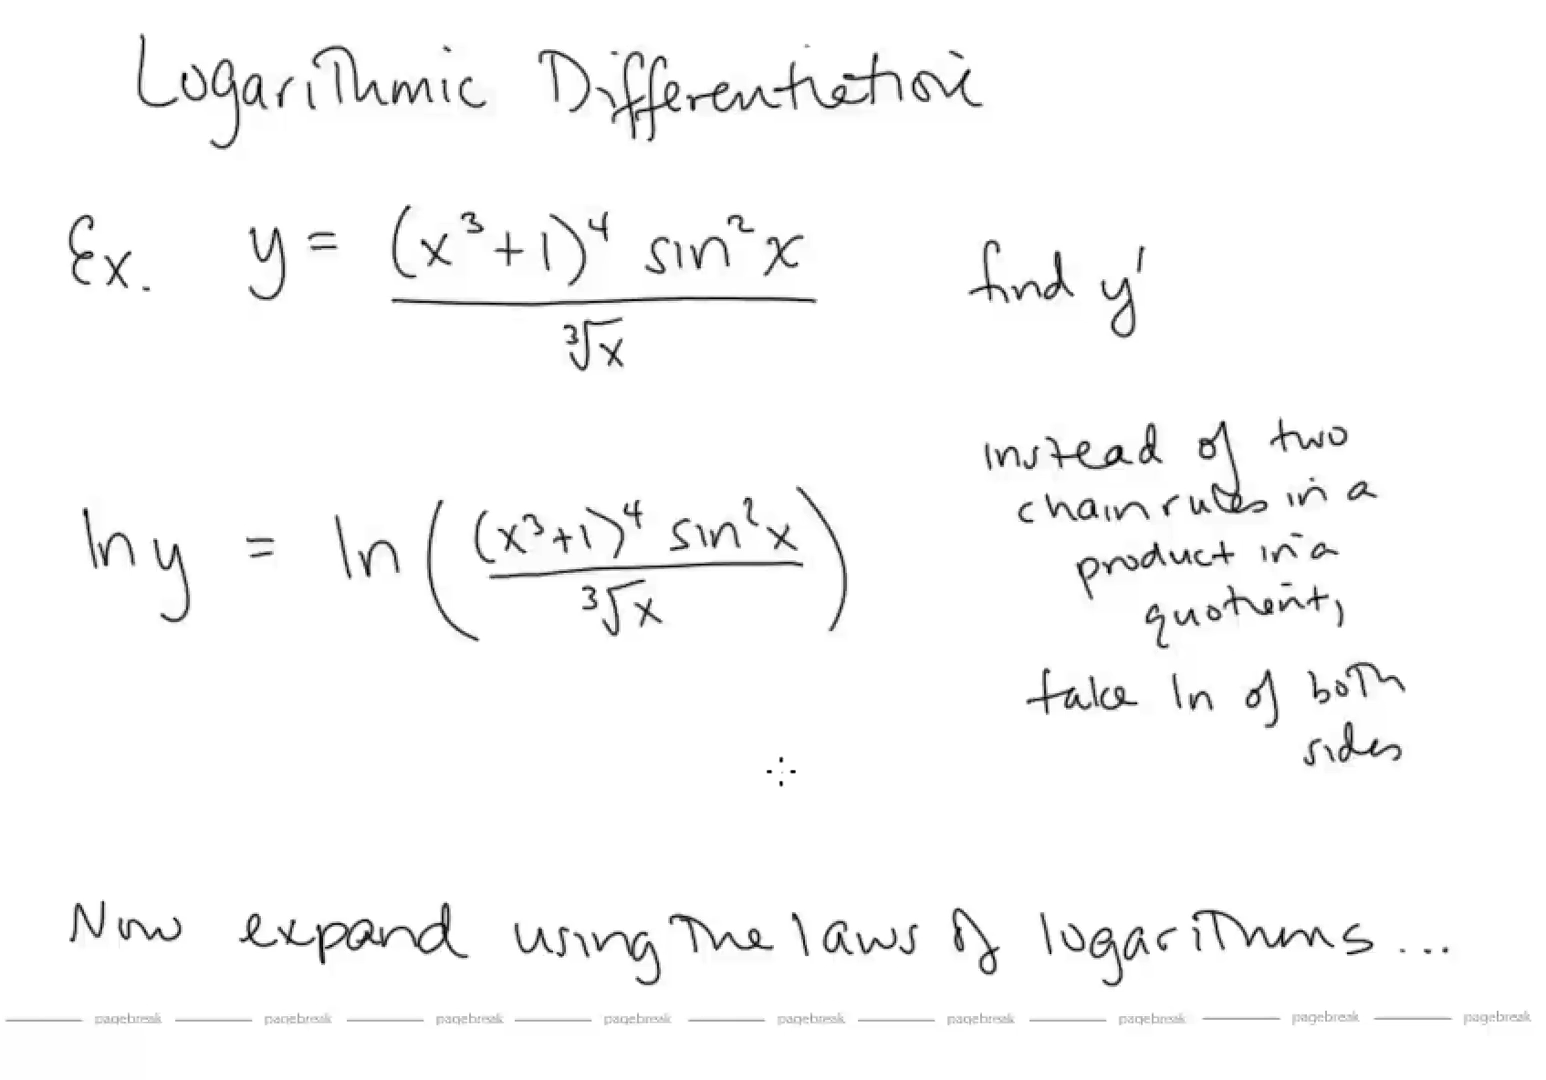 Logarithmic Differentiation
Ex. y = (x³+1)⁴ sin²x / ∛x find y'
ln y = ln( (x³+1)⁴ sin²x / ∛x )
instead of two
chain rules in a
product in a
quotient,
take ln of both
sides
Now expand using the laws of logarithms...
pagebreak pagebreak pagebreak pagebreak pagebreak pagebreak pagebreak pagebreak pagebreak